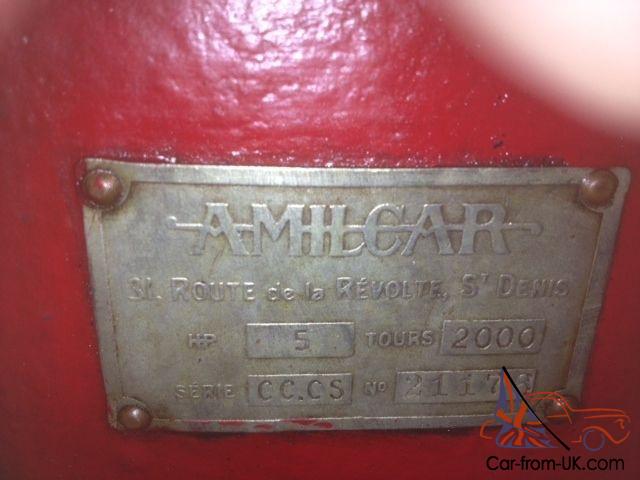 AMILCAR
31, ROUTE de la RÉVOLTE, ST DENIS
HP 5 TOURS 2000
SÉRIE CC.CS No
Car-from-UK.com